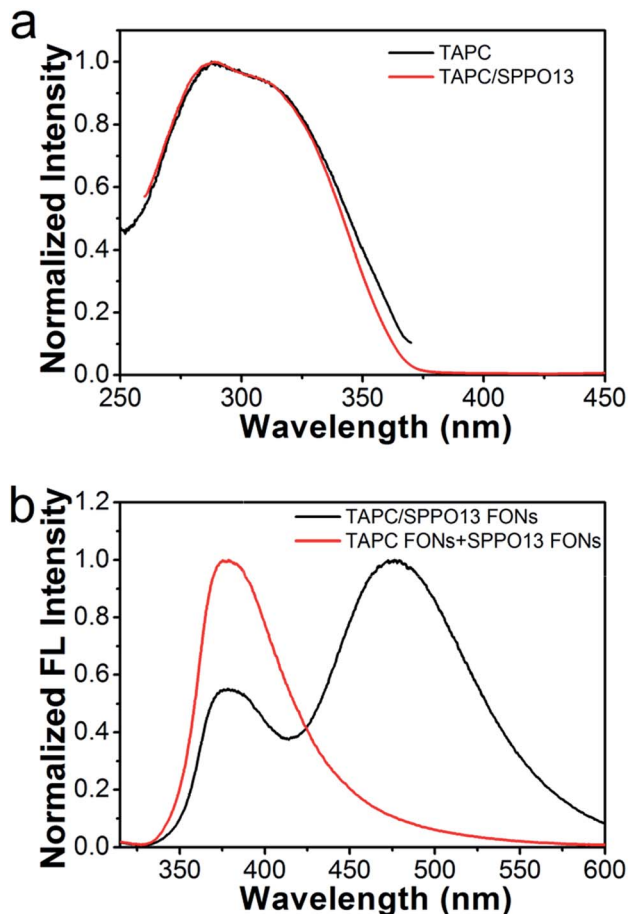 a
Normalized Intensity
1.0
0.8
0.6
0.4
0.2
0.0
TAPC
TAPC/SPPO13
250 300 350 400 450
Wavelength (nm)
b
Normalized FL Intensity
1.2
1.0
0.8
0.6
0.4
0.2
0.0
TAPC/SPPO13 FONs
TAPC FONs+SPPO13 FONs
350 400 450 500 550 600
Wavelength (nm)